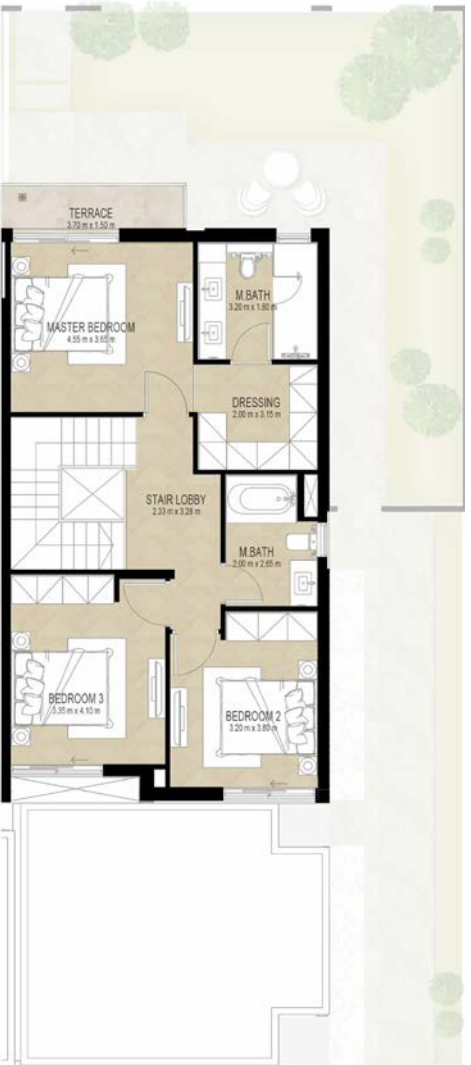 TERRACE
3.70 m x 1.50 m
M.BATH
3.20 m x 1.80 m
MASTER BEDROOM
4.55 m x 3.65 m
DRESSING
2.00 m x 3.15 m
STAIR LOBBY
2.33 m x 3.28 m
M.BATH
2.00 m x 2.65 m
BEDROOM 3
3.35 m x 4.10 m
BEDROOM 2
3.20 m x 3.80 m